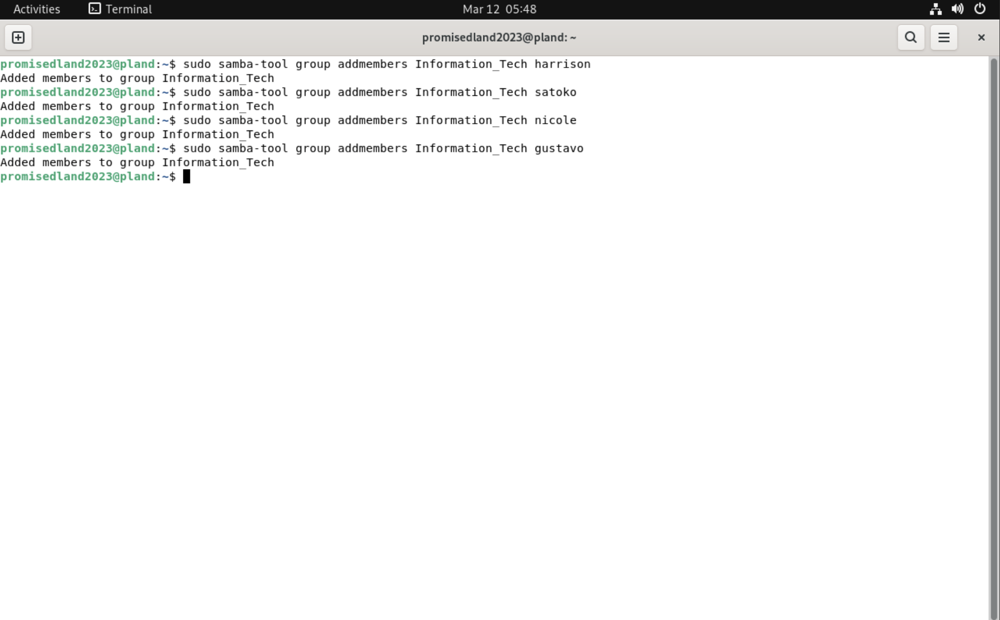 Activities Terminal Mar 12 05:48
promisedland2023@pland: ~
promisedland2023@pland:~$ sudo samba-tool group addmembers Information_Tech harrison
Added members to group Information_Tech
promisedland2023@pland:~$ sudo samba-tool group addmembers Information_Tech satoko
Added members to group Information_Tech
promisedland2023@pland:~$ sudo samba-tool group addmembers Information_Tech nicole
Added members to group Information_Tech
promisedland2023@pland:~$ sudo samba-tool group addmembers Information_Tech gustavo
Added members to group Information_Tech
promisedland2023@pland:~$